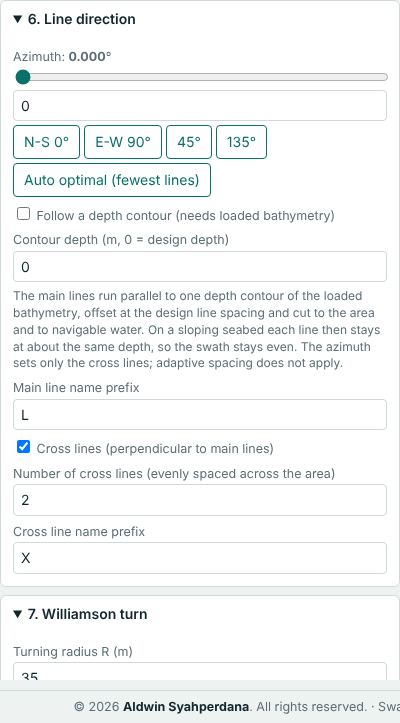 ▼ 6. Line direction
Azimuth: 0.000°
0
N-S 0° E-W 90° 45° 135°
Auto optimal (fewest lines)
Follow a depth contour (needs loaded bathymetry)
Contour depth (m, 0 = design depth)
0
The main lines run parallel to one depth contour of the loaded
bathymetry, offset at the design line spacing and cut to the area
and to navigable water. On a sloping seabed each line then stays
at about the same depth, so the swath stays even. The azimuth
sets only the cross lines; adaptive spacing does not apply.
Main line name prefix
L
Cross lines (perpendicular to main lines)
Number of cross lines (evenly spaced across the area)
2
Cross line name prefix
X
▼ 7. Williamson turn
Turning radius R (m)
35
© 2026 Aldwin Syahperdana. All rights reserved. · Swa